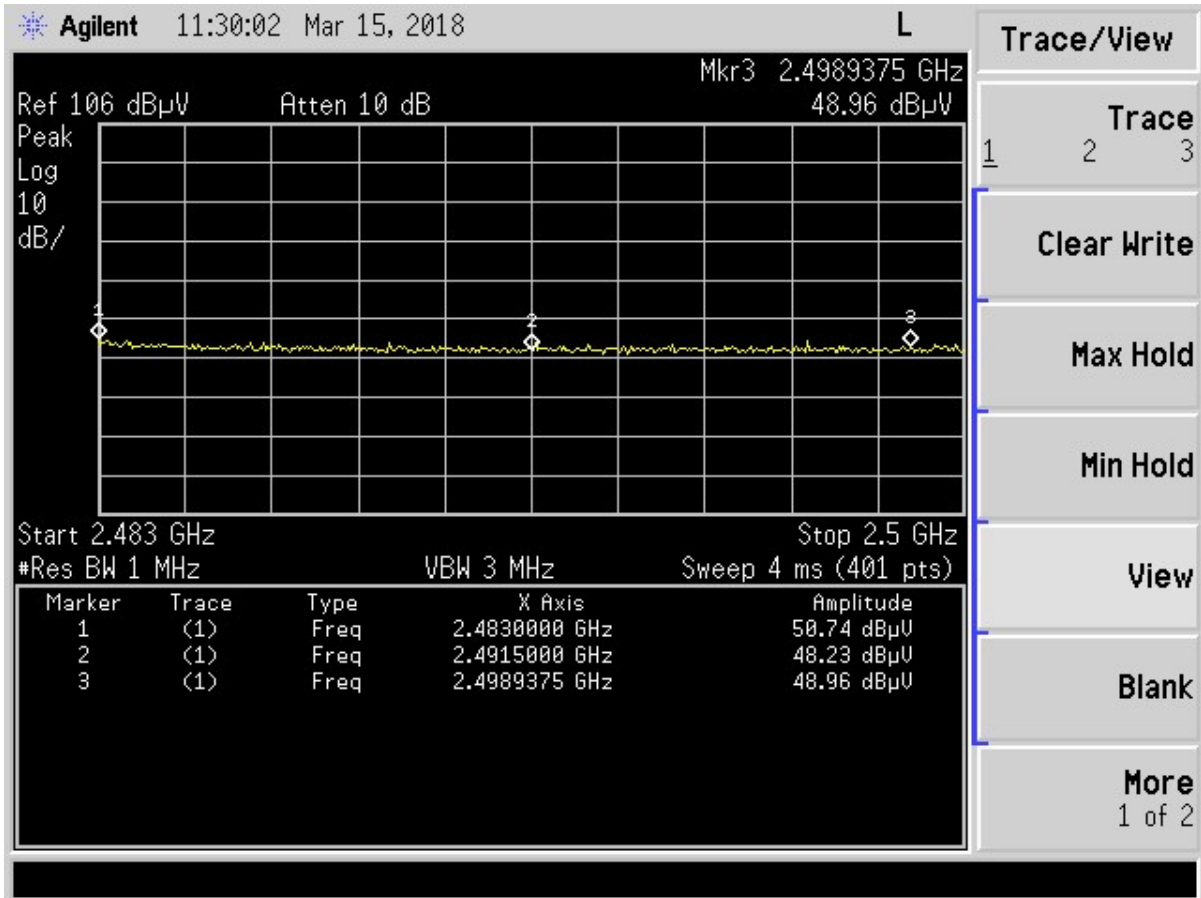 Agilent 11:30:02 Mar 15, 2018 L
Mkr3 2.4989375 GHz
Ref 106 dBµV Atten 10 dB 48.96 dBµV
Peak
Log
10
dB/
1 2 3
Start 2.483 GHz Stop 2.5 GHz
#Res BW 1 MHz VBW 3 MHz Sweep 4 ms (401 pts)
Marker Trace Type X Axis Amplitude
1 (1) Freq 2.4830000 GHz 50.74 dBµV
2 (1) Freq 2.4915000 GHz 48.23 dBµV
3 (1) Freq 2.4989375 GHz 48.96 dBµV
Trace/View
Trace
1 2 3
Clear Write
Max Hold
Min Hold
View
Blank
More
1 of 2